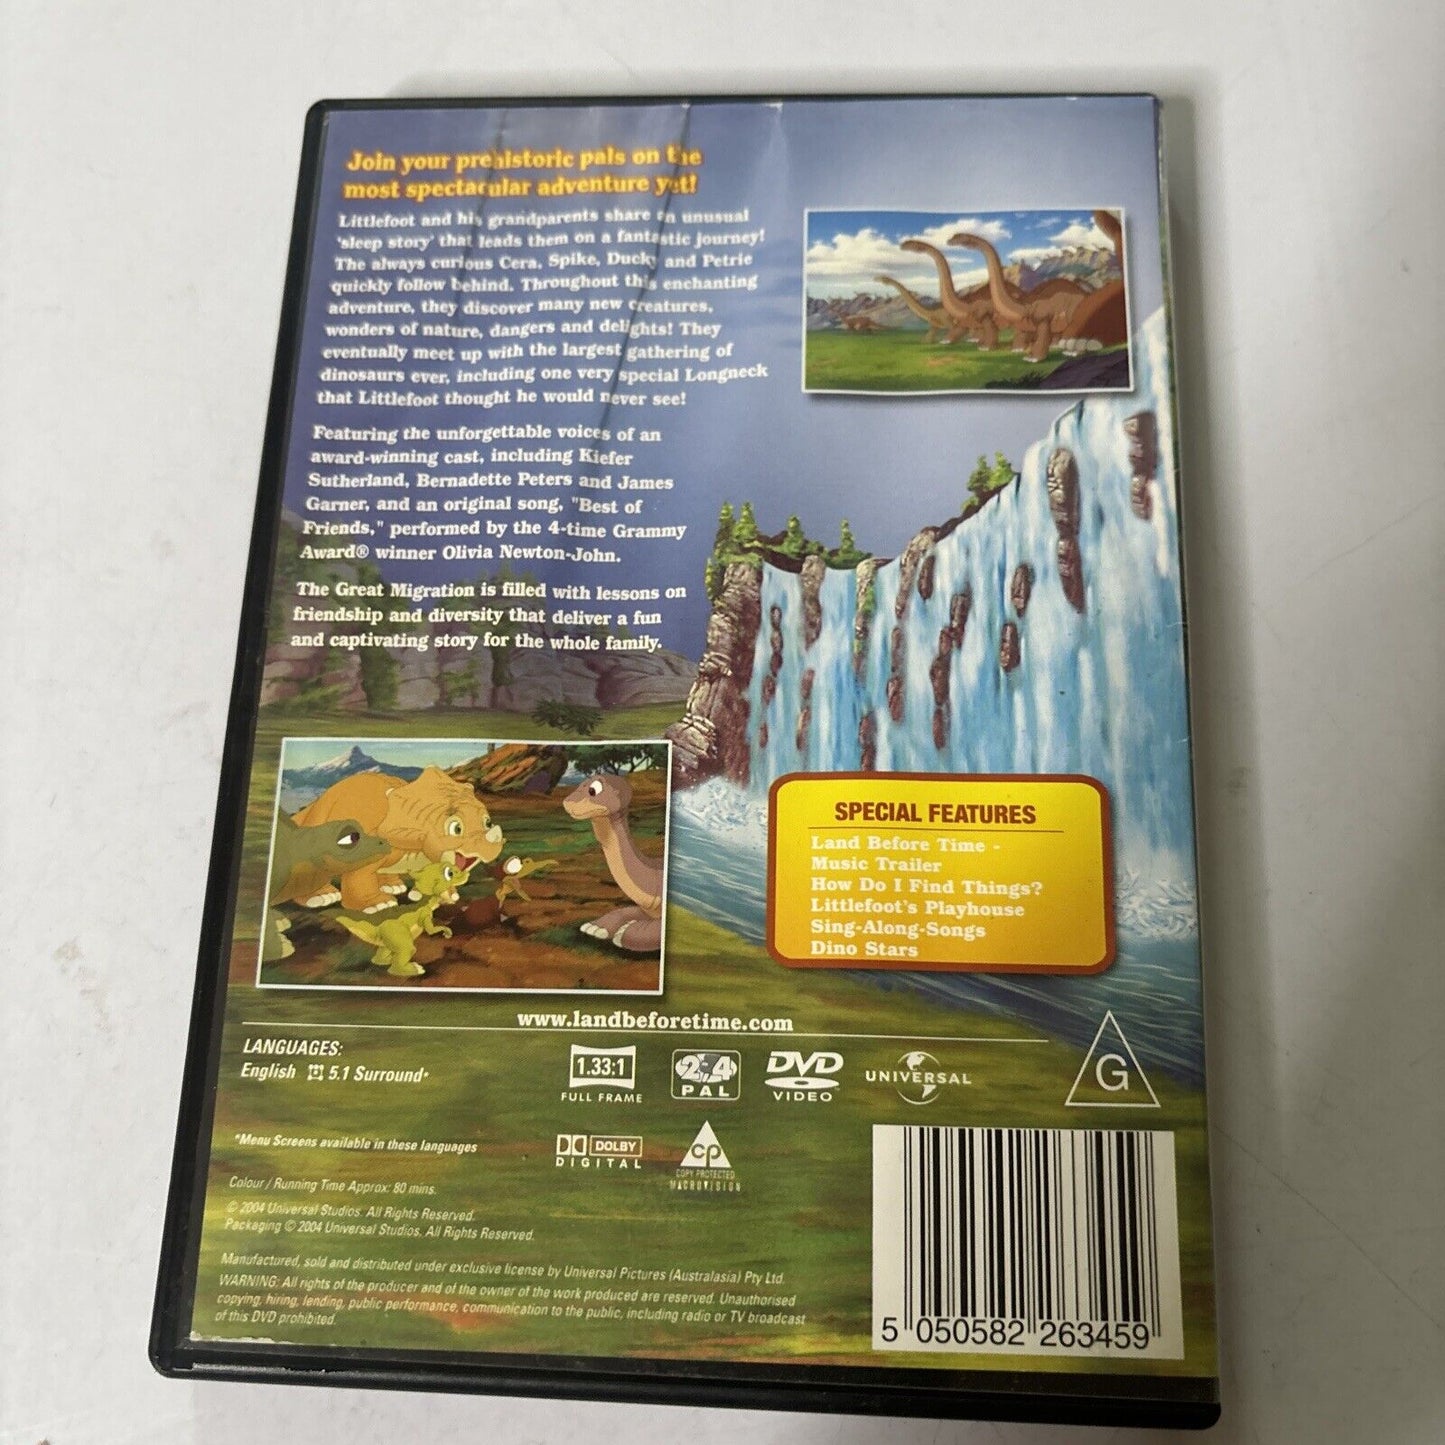 Join your prehistoric pals on the
most spectacular adventure yet!
Littlefoot and his grandparents share an unusual
'sleep story' that leads them on a fantastic journey!
The always curious Cera, Spike, Ducky and Petrie
quickly follow behind. Throughout this enchanting
adventure, they discover many new creatures,
wonders of nature, dangers and delights! They
eventually meet up with the largest gathering of
dinosaurs ever, including one very special Longneck
that Littlefoot thought he would never see!
Featuring the unforgettable voices of an
award-winning cast, including Kiefer
Sutherland, Bernadette Peters and James
Garner, and an original song, "Best of
Friends," performed by the 4-time Grammy
Award® winner Olivia Newton-John.
The Great Migration is filled with lessons on
friendship and diversity that deliver a fun
and captivating story for the whole family.
SPECIAL FEATURES
Land Before Time -
Music Trailer
How Do I Find Things?
Littlefoot's Playhouse
Sing-Along-Songs
Dino Stars
www.landbeforetime.com
LANGUAGES:
English 5.1 Surround*
1.33:1
FULL FRAME
2 4
PAL
DVD
VIDEO
UNIVERSAL
G
*Menu Screens available in these languages
DOLBY
DIGITAL
CP
COPY PROTECTED
MACROVISION
Colour / Running Time Approx: 80 mins.
© 2004 Universal Studios. All Rights Reserved.
Packaging © 2004 Universal Studios. All Rights Reserved.
Manufactured, sold and distributed under exclusive license by Universal Pictures (Australasia) Pty Ltd.
WARNING: All rights of the producer and of the owner of the work produced are reserved. Unauthorised
copying, hiring, lending, public performance, communication to the public, including radio or TV broadcast
of this DVD prohibited.
5 050582 263459